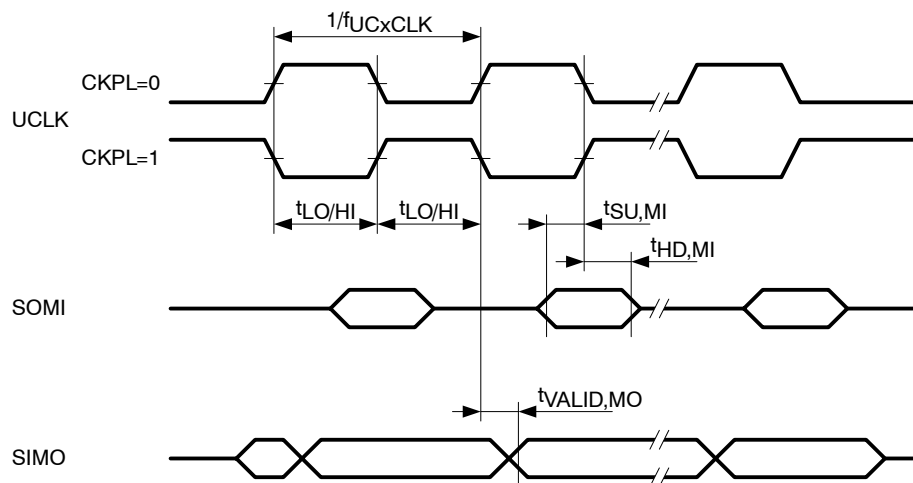 1/fUCxCLK
CKPL=0
UCLK
CKPL=1
tLO/HI tLO/HI tSU,MI
tHD,MI
SOMI
tVALID,MO
SIMO